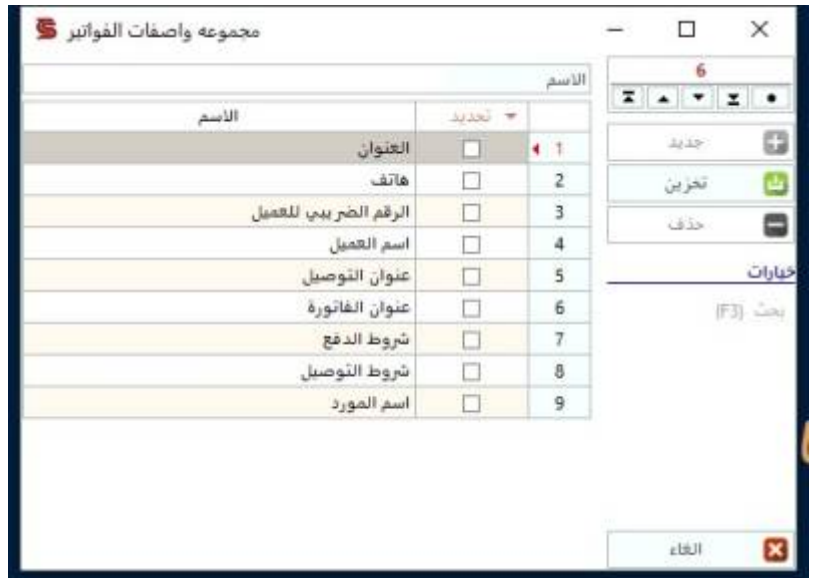 مجموعه واصفات الفواتير
6
الاسم
جديد
تخزين
حذف
خيارات
بحث (F3)
تحديد الاسم
1 العنوان
2 هاتف
3 الرقم الضريبي للعميل
4 اسم العميل
5 عنوان التوصيل
6 عنوان الفاتورة
7 شروط الدفع
8 شروط التوصيل
9 اسم المورد
الغاء